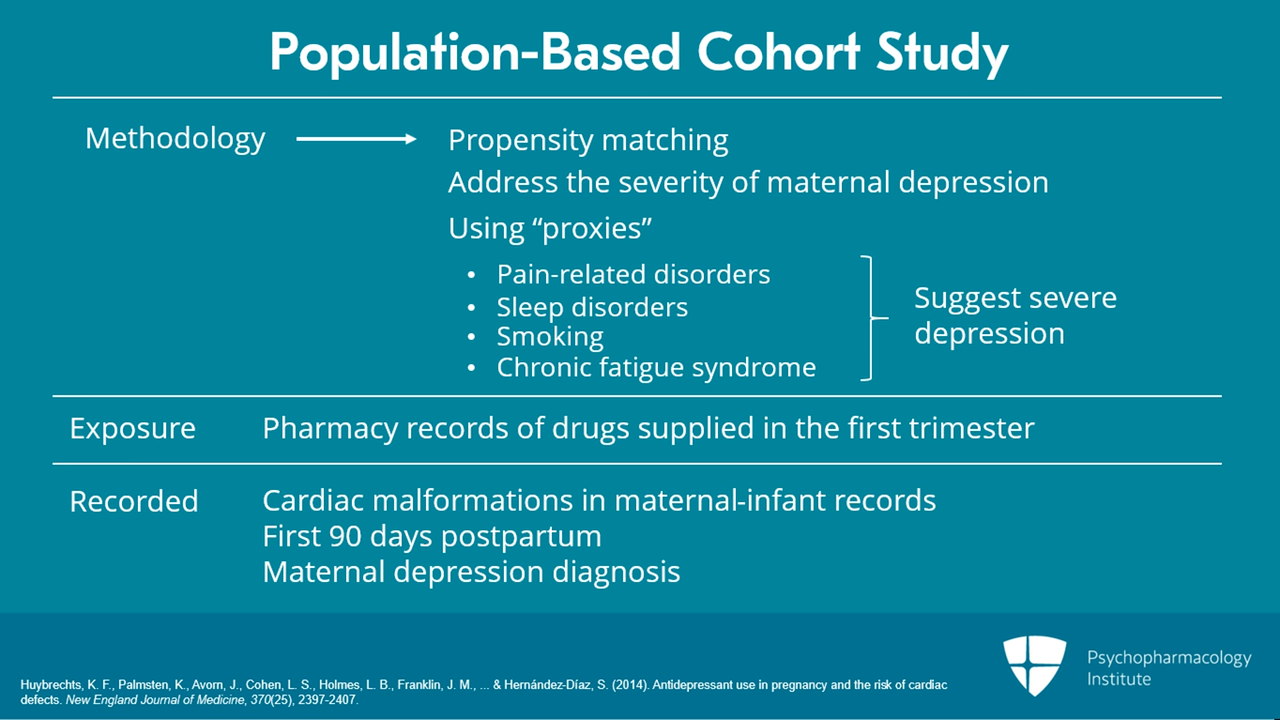 Population-Based Cohort Study
Methodology
Propensity matching
Address the severity of maternal depression
Using “proxies”
• Pain-related disorders
• Sleep disorders
• Smoking
• Chronic fatigue syndrome
Suggest severe
depression
Exposure
Pharmacy records of drugs supplied in the first trimester
Recorded
Cardiac malformations in maternal-infant records
First 90 days postpartum
Maternal depression diagnosis
Huybrechts, K. F., Palmsten, K., Avorn, J., Cohen, L. S., Holmes, L. B., Franklin, J. M., ... & Hernández-Díaz, S. (2014). Antidepressant use in pregnancy and the risk of cardiac
defects. New England Journal of Medicine, 370(25), 2397-2407.
Psychopharmacology
Institute